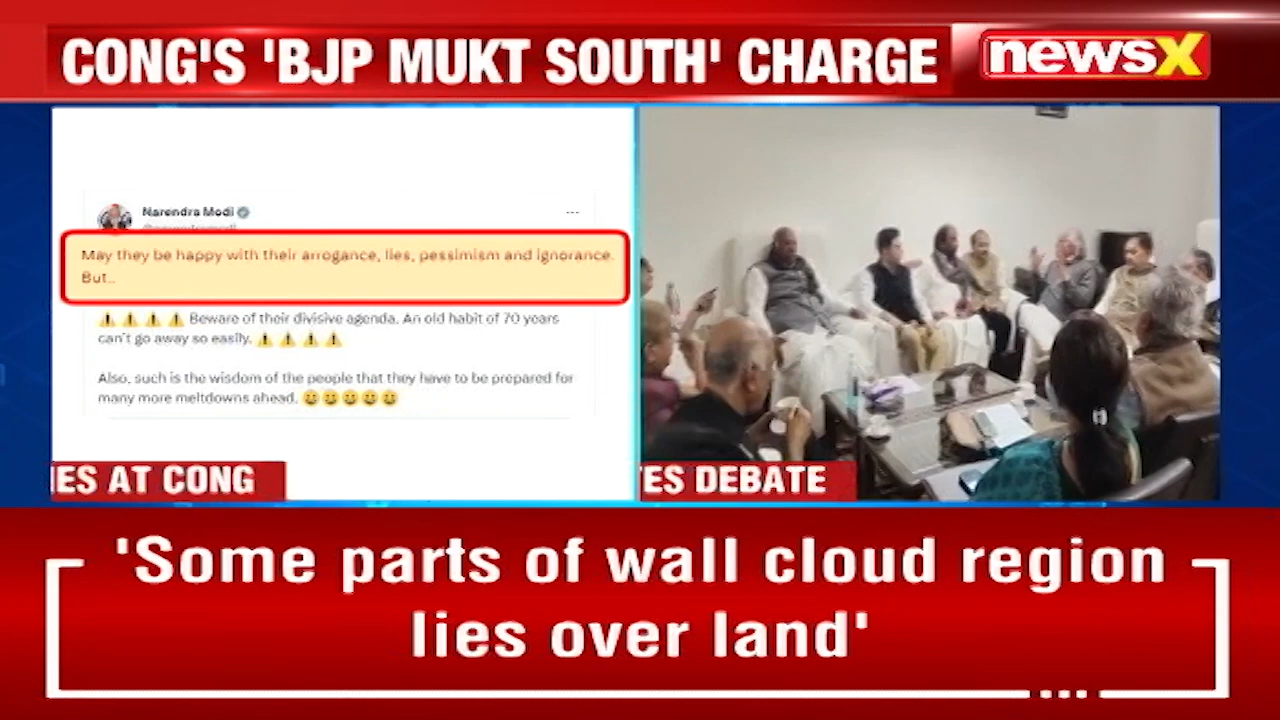 CONG'S 'BJP MUKT SOUTH' CHARGE
newsX
Narendra Modi
May they be happy with their arrogance, lies, pessimism and ignorance.
But..
⚠️ ⚠️ ⚠️ ⚠️ Beware of their divisive agenda. An old habit of 70 years
can't go away so easily. ⚠️ ⚠️ ⚠️ ⚠️
Also, such is the wisdom of the people that they have to be prepared for
many more meltdowns ahead. 😄 😄 😄 😄 😄
IES AT CONG
ES DEBATE
'Some parts of wall cloud region
lies over land'